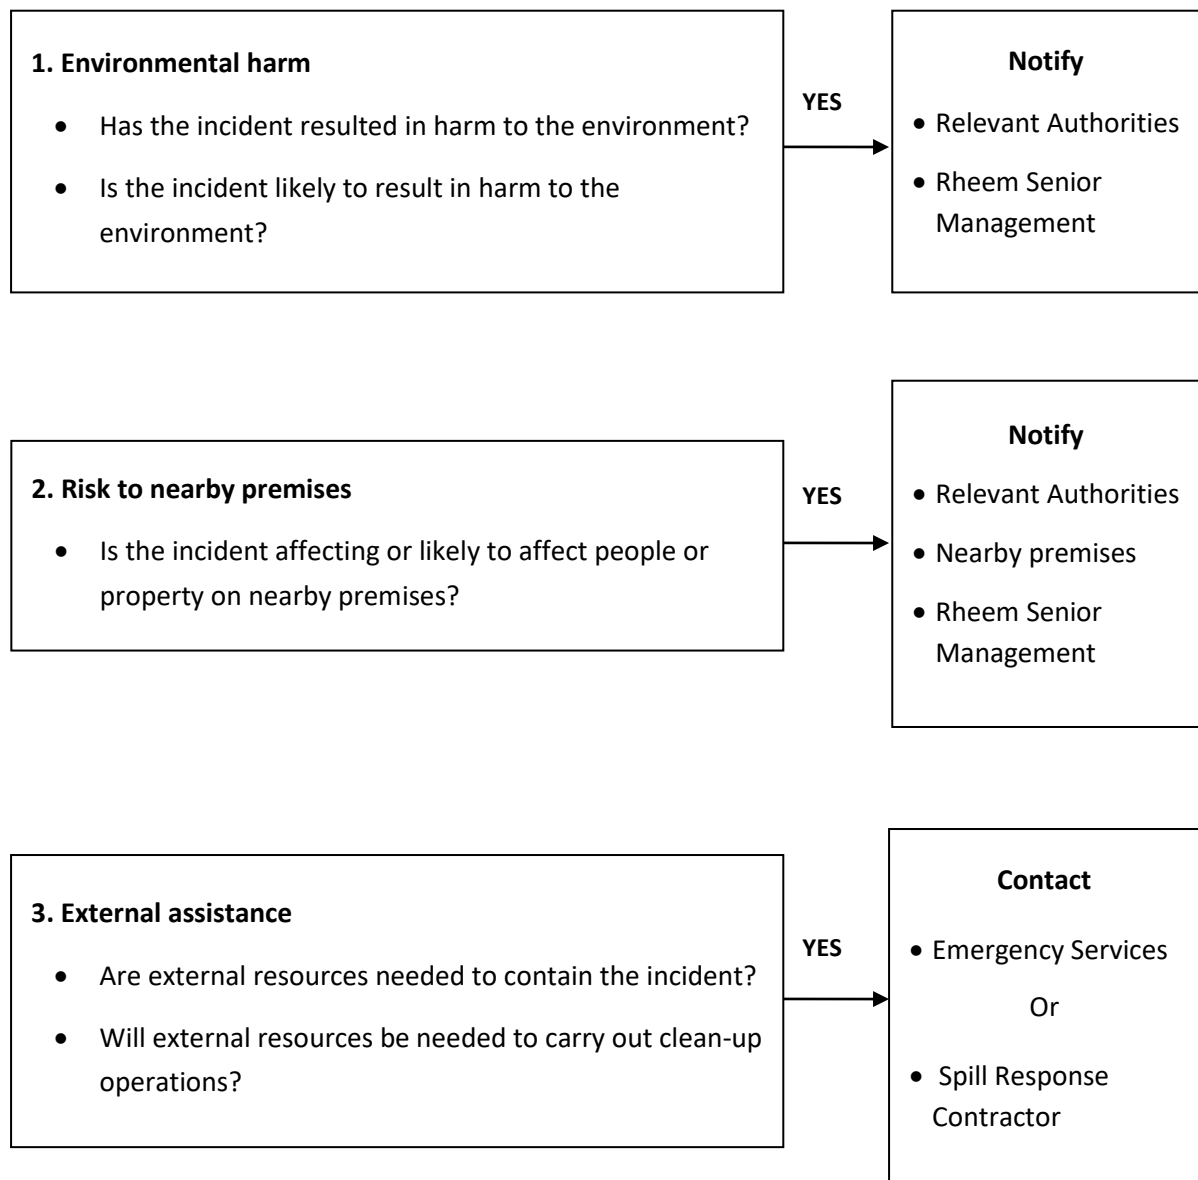 1. Environmental harm
• Has the incident resulted in harm to the environment?
• Is the incident likely to result in harm to the
environment?
YES
Notify
• Relevant Authorities
• Rheem Senior
Management
2. Risk to nearby premises
• Is the incident affecting or likely to affect people or
property on nearby premises?
YES
Notify
• Relevant Authorities
• Nearby premises
• Rheem Senior
Management
3. External assistance
• Are external resources needed to contain the incident?
• Will external resources be needed to carry out clean-up
operations?
YES
Contact
• Emergency Services
Or
• Spill Response
Contractor